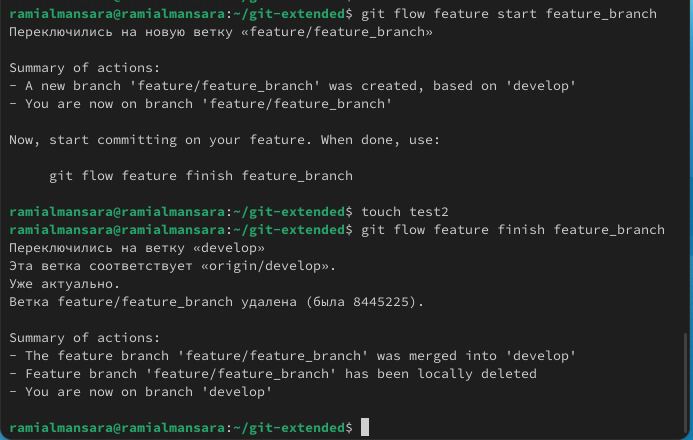 ramialmansara@ramialmansara:~/git-extended$ git flow feature start feature_branch
Переключились на новую ветку «feature/feature_branch»
Summary of actions:
- A new branch 'feature/feature_branch' was created, based on 'develop'
- You are now on branch 'feature/feature_branch'
Now, start committing on your feature. When done, use:
git flow feature finish feature_branch
ramialmansara@ramialmansara:~/git-extended$ touch test2
ramialmansara@ramialmansara:~/git-extended$ git flow feature finish feature_branch
Переключились на ветку «develop»
Эта ветка соответствует «origin/develop».
Уже актуально.
Ветка feature/feature_branch удалена (была 8445225).
Summary of actions:
- The feature branch 'feature/feature_branch' was merged into 'develop'
- Feature branch 'feature/feature_branch' has been locally deleted
- You are now on branch 'develop'
ramialmansara@ramialmansara:~/git-extended$